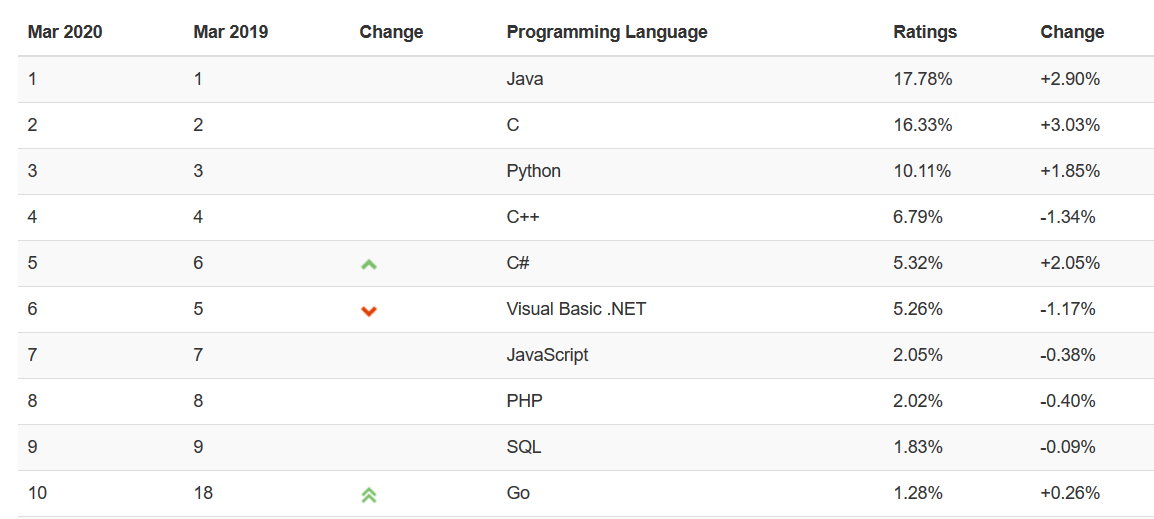 Mar 2020 Mar 2019 Change Programming Language Ratings Change
1 1 Java 17.78% +2.90%
2 2 C 16.33% +3.03%
3 3 Python 10.11% +1.85%
4 4 C++ 6.79% -1.34%
5 6 C# 5.32% +2.05%
6 5 Visual Basic .NET 5.26% -1.17%
7 7 JavaScript 2.05% -0.38%
8 8 PHP 2.02% -0.40%
9 9 SQL 1.83% -0.09%
10 18 Go 1.28% +0.26%